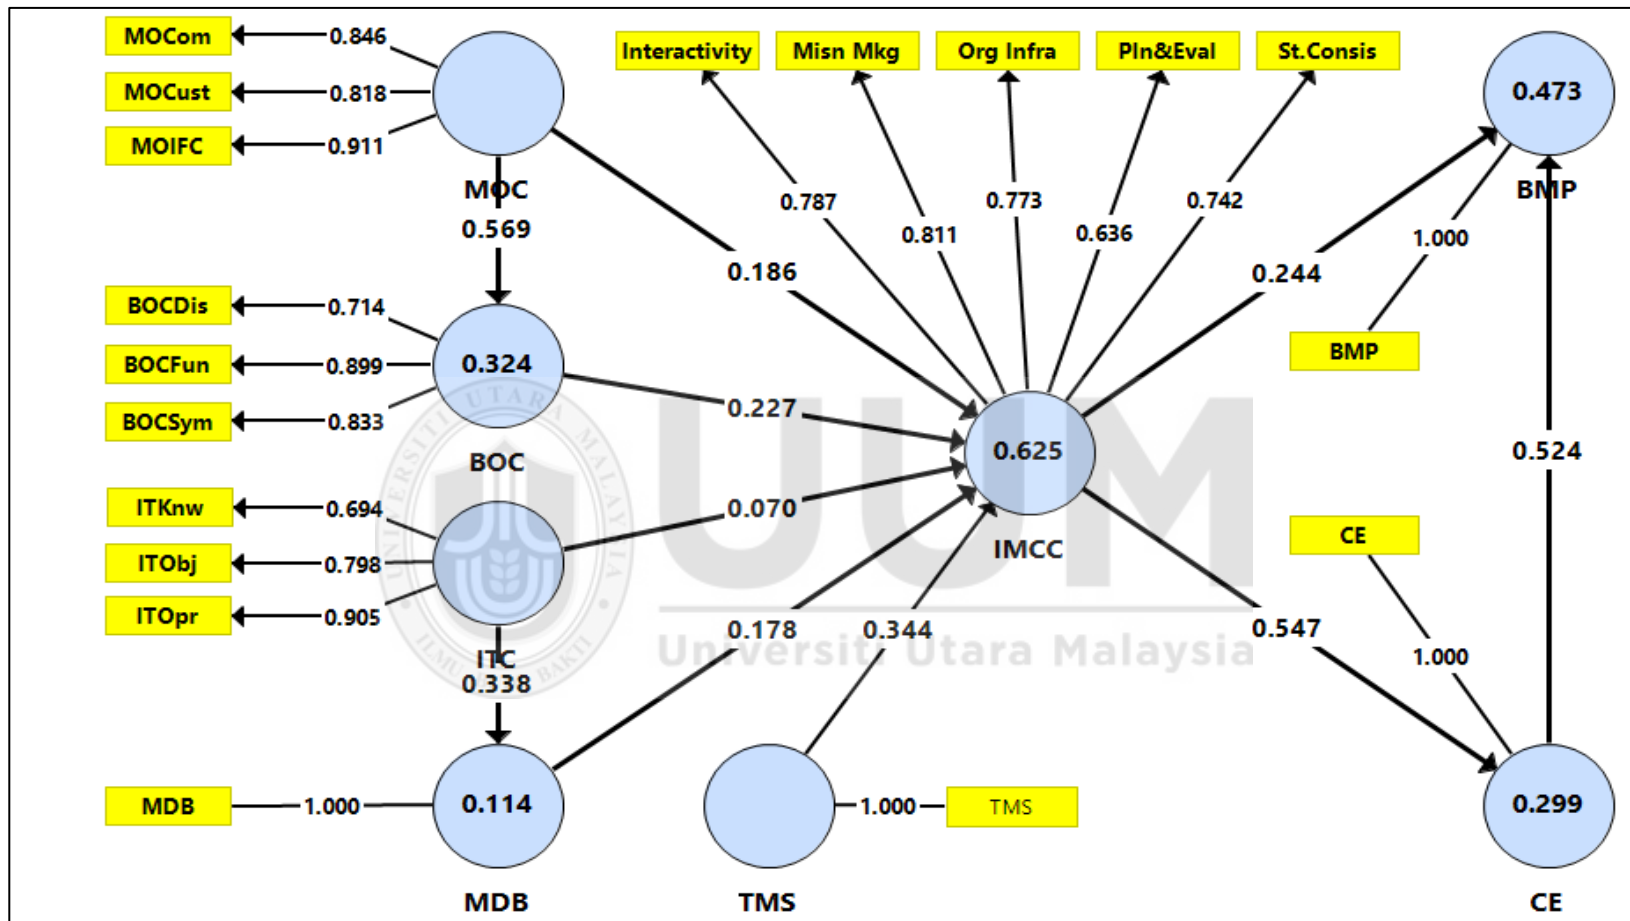 MOCom
0.846
MOCust
0.818
MOIFC
0.911
MOC
0.569
Interactivity
Misn Mkg
Org Infra
Pln&Eval
St.Consis
0.787
0.811
0.773
0.636
0.742
0.473
BMP
1.000
BMP
0.186
0.244
BOCDis
0.714
BOCFun
0.899
BOCSym
0.833
0.324
BOC
0.227
0.625
IMCC
0.524
ITKnw
0.694
ITObj
0.798
ITOpr
0.905
ITC
0.338
0.070
0.178
0.344
0.547
CE
1.000
MDB
1.000
0.114
MDB
1.000
TMS
TMS
0.299
CE
UNIVERSITI UTARA MALAYSIA
UUM
Universiti Utara Malaysia